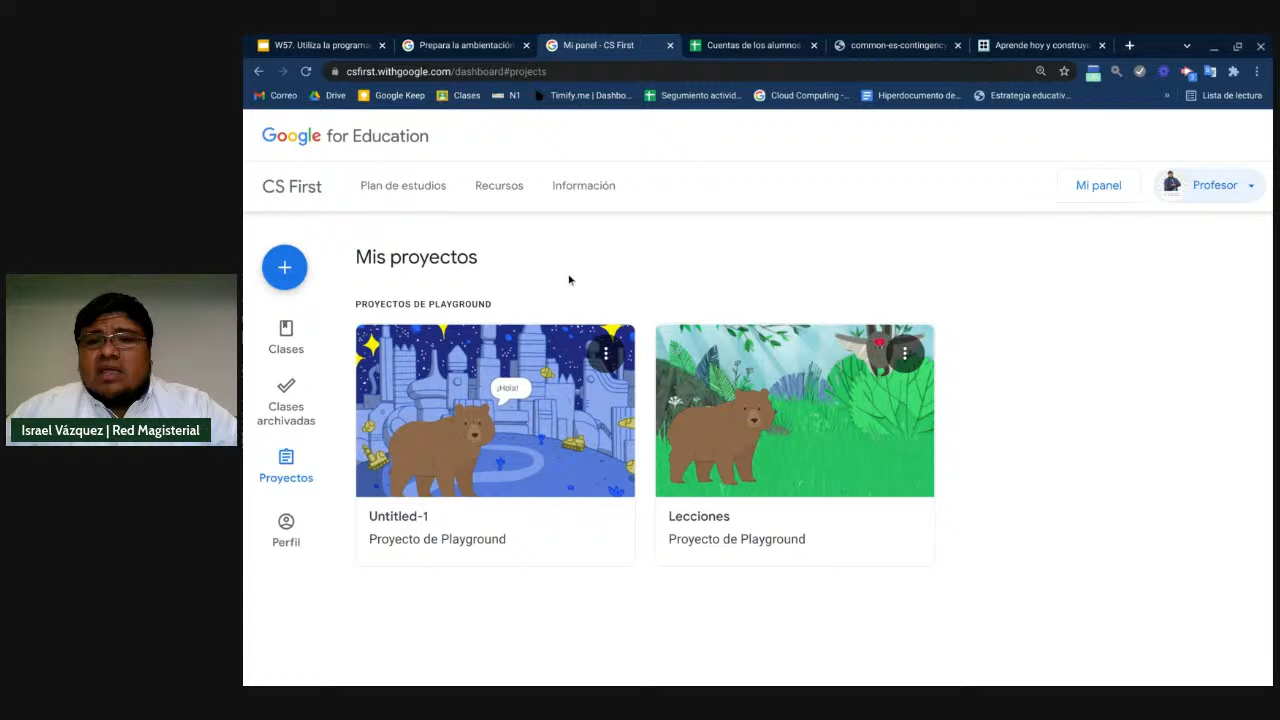 W57. Utiliza la programa
Prepara la ambientación
Mi panel - CS First
Cuentas de los alumnos
common-es-contingency
Aprende hoy y construye
csfirst.withgoogle.com/dashboard#projects
Correo
Drive
Google Keep
Clases
N1
Timify.me | Dashbo...
Segumiento activid...
Cloud Computing -...
Hiperdocumento de...
Estrategia educativ...
»
Lista de lectura
Google for Education
CS First
Plan de estudios
Recursos
Información
Mi panel
Profesor
Mis proyectos
PROYECTOS DE PLAYGROUND
Clases
Clases
archivadas
Proyectos
Perfil
¡Hola!
Untitled-1
Proyecto de Playground
Lecciones
Proyecto de Playground
Israel Vázquez | Red Magisterial